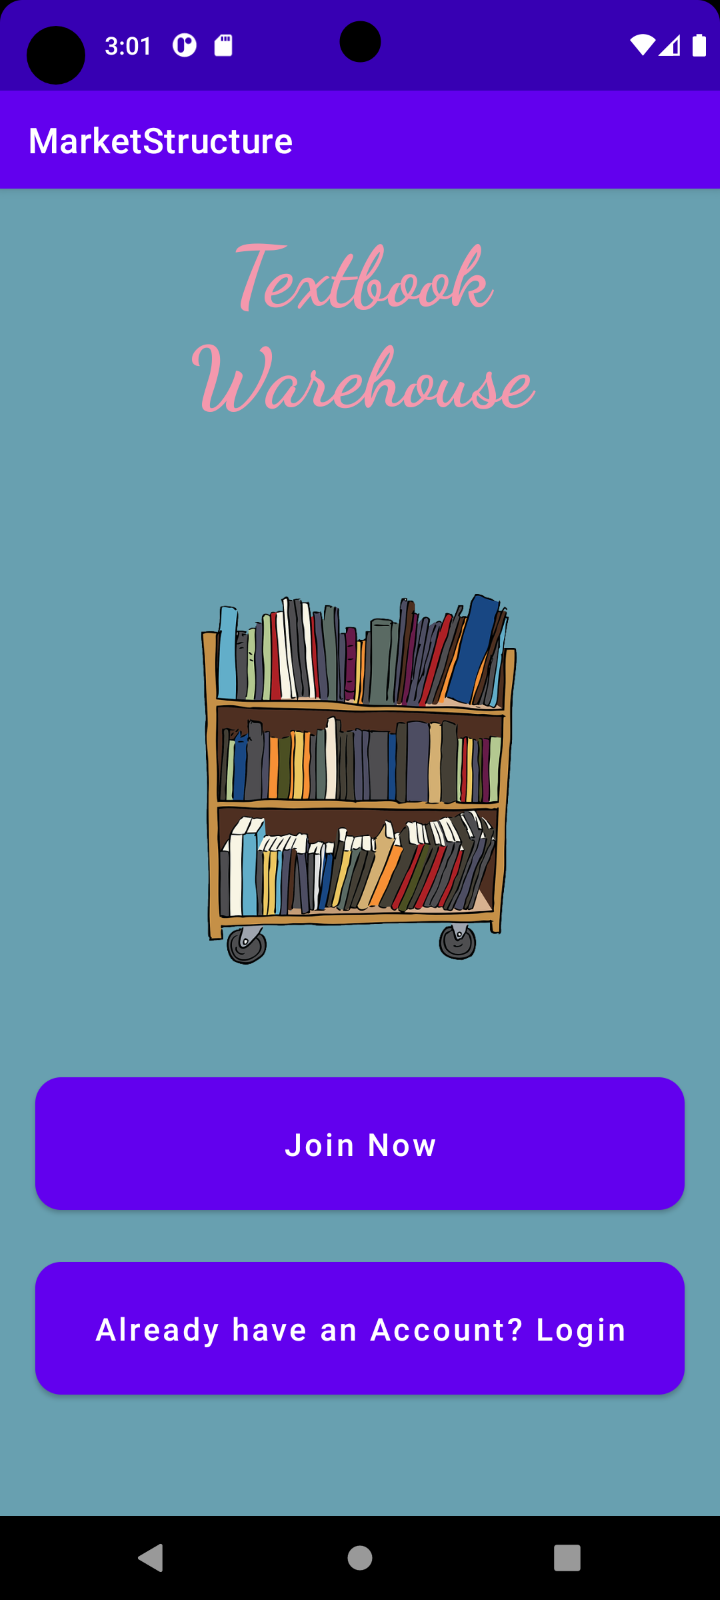 3:01
MarketStructure
Textbook
Warehouse
Join Now
Already have an Account? Login